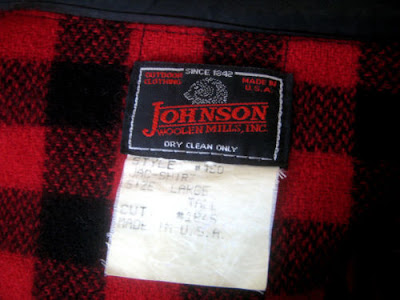 SINCE 1842
OUTDOOR CLOTHING
MADE IN U.S.A.
JOHNSON
WOOLEN MILLS, INC.
DRY CLEAN ONLY
STYLE
JAC-SHIRT
SIZE LARGE
TALL
CUT
MADE IN U.S.A.